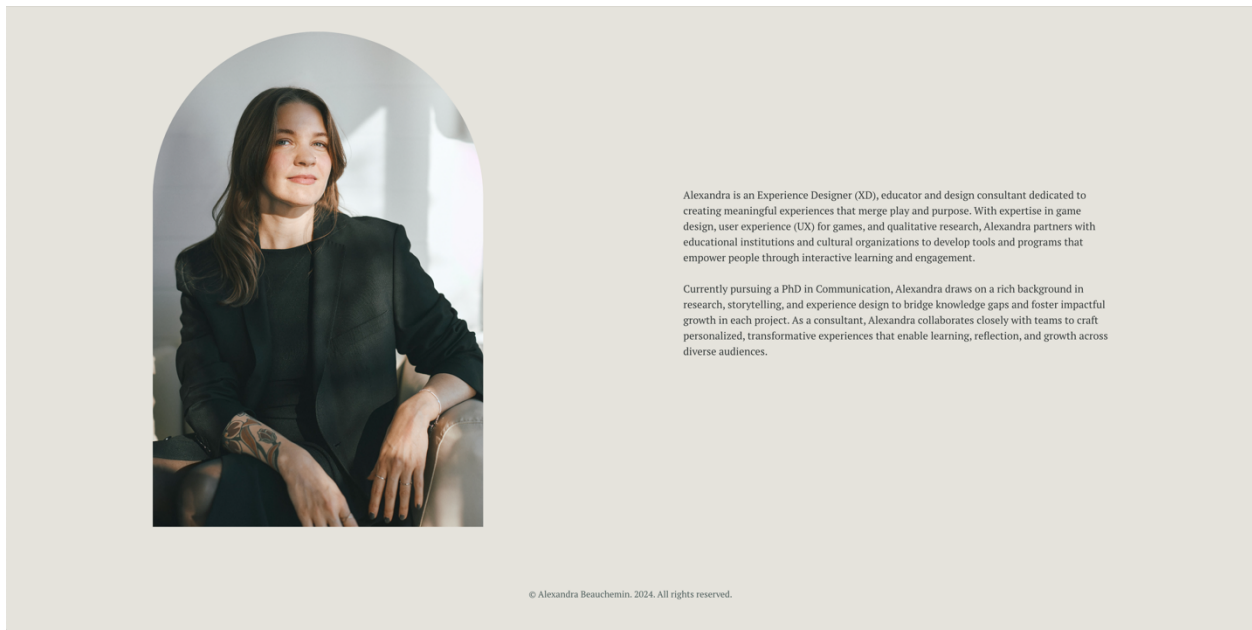 Alexandra is an Experience Designer (XD), educator and design consultant dedicated to
creating meaningful experiences that merge play and purpose. With expertise in game
design, user experience (UX) for games, and qualitative research, Alexandra partners with
educational institutions and cultural organizations to develop tools and programs that
empower people through interactive learning and engagement.
Currently pursuing a PhD in Communication, Alexandra draws on a rich background in
research, storytelling, and experience design to bridge knowledge gaps and foster impactful
growth in each project. As a consultant, Alexandra collaborates closely with teams to craft
personalized, transformative experiences that enable learning, reflection, and growth across
diverse audiences.
© Alexandra Beauchemin. 2024. All rights reserved.